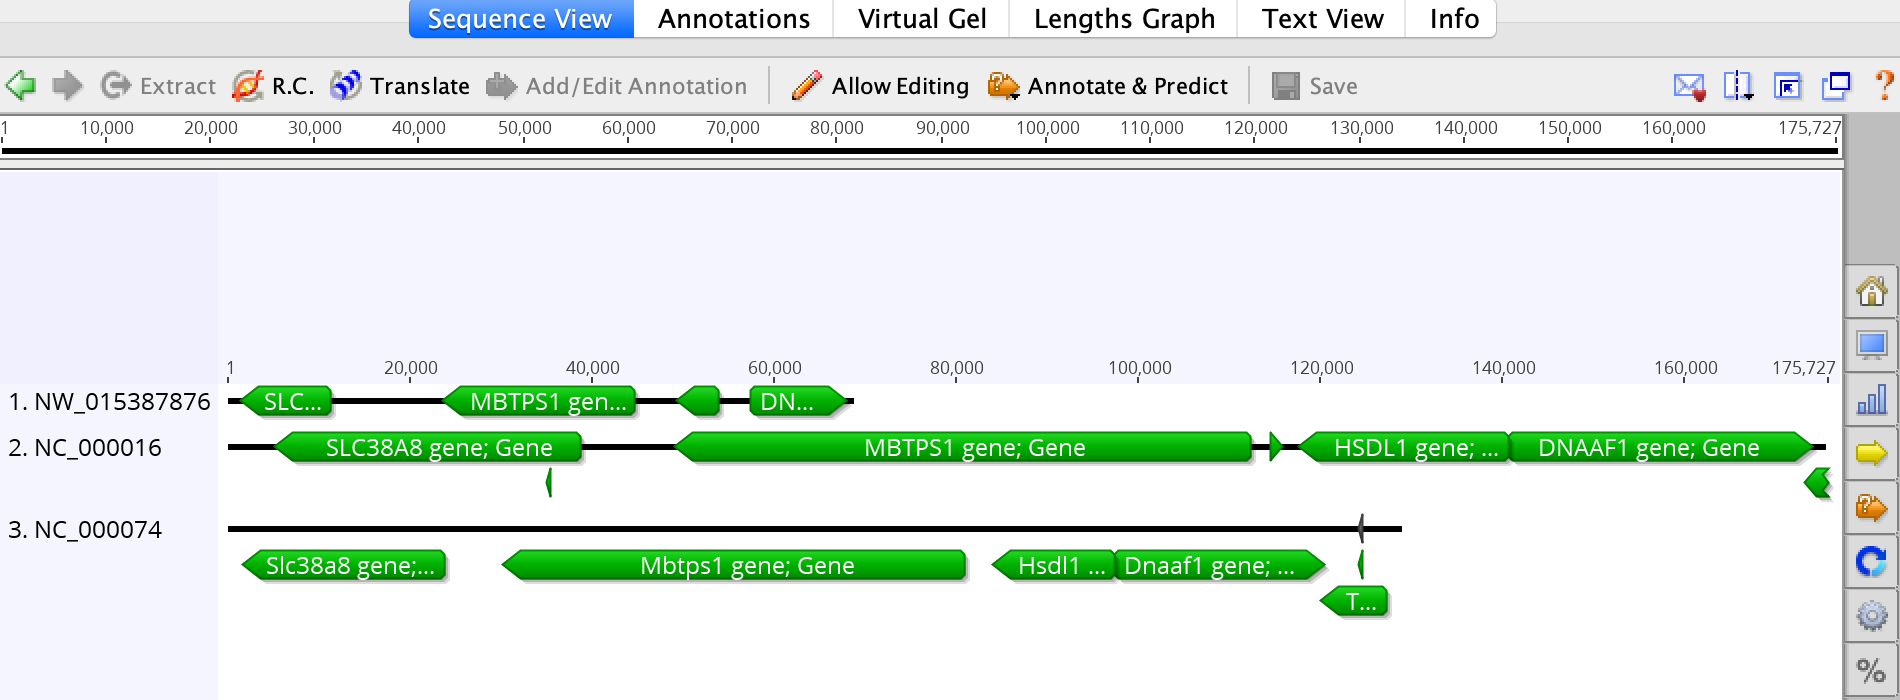 Sequence View Annotations Virtual Gel Lengths Graph Text View Info
Extract R.C. Translate Add/Edit Annotation Allow Editing Annotate & Predict Save ?
1 10,000 20,000 30,000 40,000 50,000 60,000 70,000 80,000 90,000 100,000 110,000 120,000 130,000 140,000 150,000 160,000 175,727
1 20,000 40,000 60,000 80,000 100,000 120,000 140,000 160,000 175,727
1. NW_015387876 SLC... MBTPS1 gen... DN...
2. NC_000016 SLC38A8 gene; Gene MBTPS1 gene; Gene HSDL1 gene; ... DNAAF1 gene; Gene
3. NC_000074
Slc38a8 gene;... Mbtps1 gene; Gene Hsdl1 ... Dnaaf1 gene; ...
T...
%